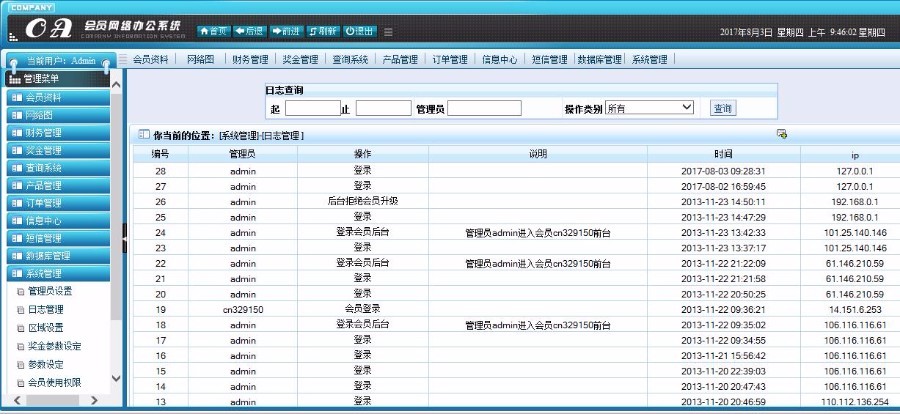 COMPANY
OA 会员网络办公系统
COMPANY INFORMATION SYSTEM
首页 后退 前进 刷新 退出
2017年8月3日 星期四 上午 9:46:02 星期四
当前用户: Admin
会员资料 网络图 财务管理 奖金管理 查询系统 产品管理 订单管理 信息中心 短信管理 数据库管理 系统管理
管理菜单
会员资料
网络图
财务管理
奖金管理
查询系统
产品管理
订单管理
信息中心
短信管理
数据库管理
系统管理
管理员设置
日志管理
区域设置
奖金参数设定
参数设定
会员使用权限
日志查询
起 止 管理员 操作类别 所有 查询
你当前的位置：[系统管理]-[日志管理]
编号 管理员 操作 说明 时间 ip
28 admin 登录 2017-08-03 09:28:31 127.0.0.1
27 admin 登录 2017-08-02 16:59:45 127.0.0.1
26 admin 后台拒绝会员升级 2013-11-23 14:50:11 192.168.0.1
25 admin 登录 2013-11-23 14:47:29 192.168.0.1
24 admin 登录会员后台 管理员admin进入会员cn329150前台 2013-11-23 13:42:33 101.25.140.146
23 admin 登录 2013-11-23 13:37:17 101.25.140.146
22 admin 登录会员后台 管理员admin进入会员cn329150前台 2013-11-22 21:22:09 61.146.210.59
21 admin 登录 2013-11-22 21:21:58 61.146.210.59
20 admin 登录 2013-11-22 20:50:25 61.146.210.59
19 cn329150 会员登录 2013-11-22 09:36:21 14.151.6.253
18 admin 登录会员后台 管理员admin进入会员cn329150前台 2013-11-22 09:35:02 106.116.116.61
17 admin 登录 2013-11-22 09:34:55 106.116.116.61
16 admin 登录 2013-11-21 15:56:42 106.116.116.61
15 admin 登录 2013-11-20 22:39:03 106.116.116.61
14 admin 登录 2013-11-20 20:47:43 106.116.116.61
13 admin 登录 2013-11-20 20:46:59 110.112.136.254